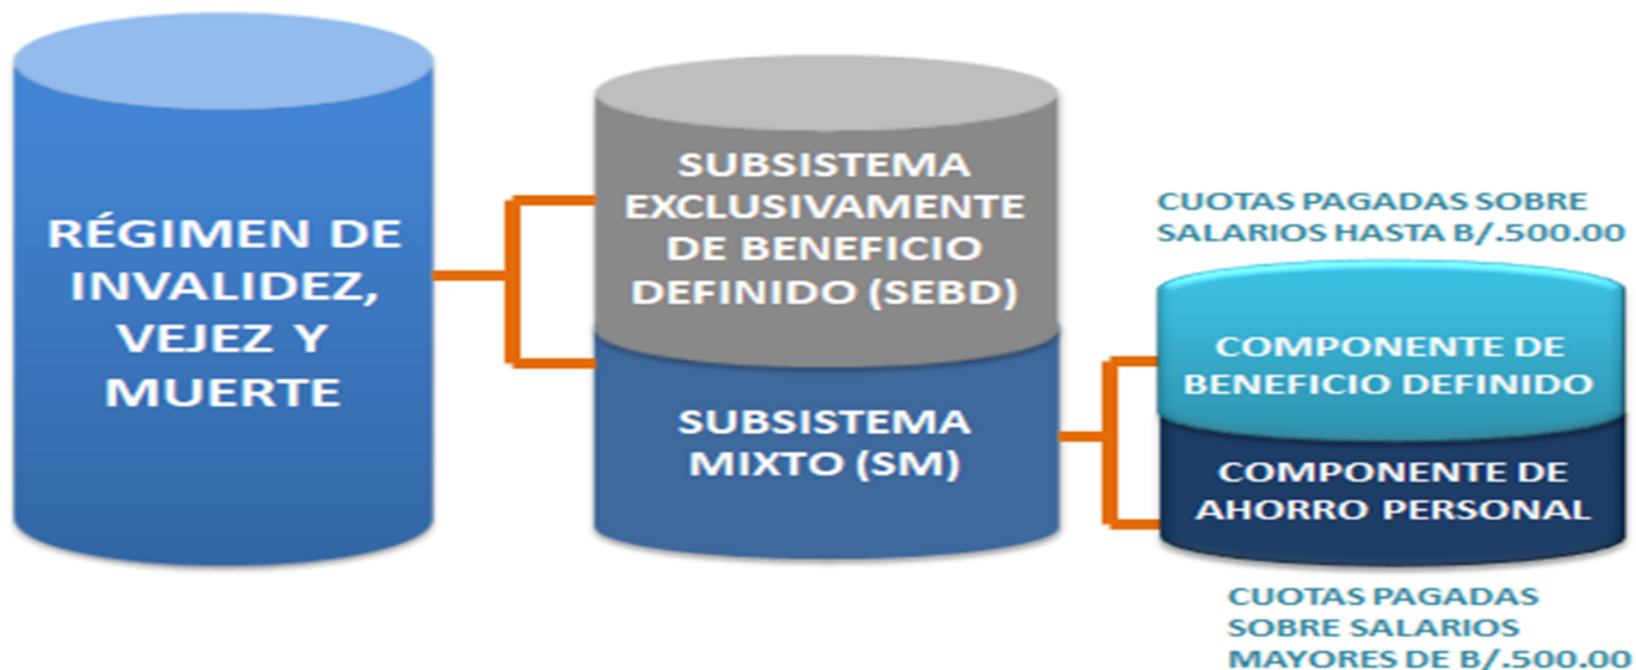 RÉGIMEN DE
INVALIDEZ,
VEJEZ Y
MUERTE
SUBSISTEMA
EXCLUSIVAMENTE
DE BENEFICIO
DEFINIDO (SEBD)
SUBSISTEMA
MIXTO (SM)
CUOTAS PAGADAS SOBRE
SALARIOS HASTA B/.500.00
COMPONENTE DE
BENEFICIO DEFINIDO
COMPONENTE DE
AHORRO PERSONAL
CUOTAS PAGADAS
SOBRE SALARIOS
MAYORES DE B/.500.00